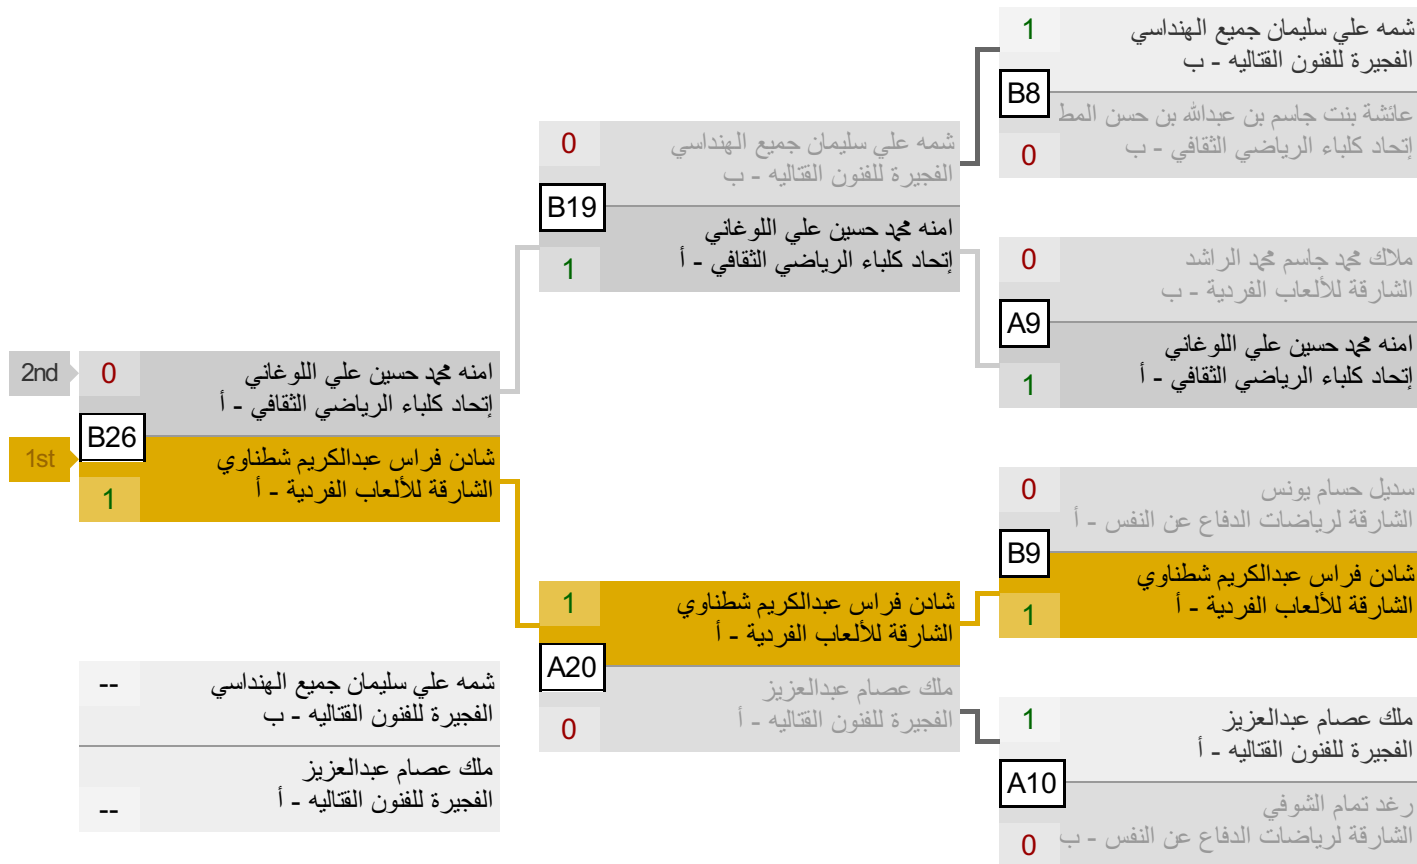 1
شمه علي سليمان جميع الهنداسي
الفجيرة للفنون القتاليه - ب
B8
عائشة بنت جاسم بن عبدالله بن حسن المط
إتحاد كلباء الرياضي الثقافي - ب
0
0
ملاك محمد جاسم محمد الراشد
الشارقة للألعاب الفردية - ب
A9
امنه محمد حسين علي اللوغاني
إتحاد كلباء الرياضي الثقافي - أ
1
0
سديل حسام يونس
الشارقة لرياضات الدفاع عن النفس - أ
B9
شادن فراس عبدالكريم شطناوي
الشارقة للألعاب الفردية - أ
1
1
ملك عصام عبدالعزيز
الفجيرة للفنون القتاليه - أ
A10
رغد تمام الشوفي
الشارقة لرياضات الدفاع عن النفس - ب
0
0
شمه علي سليمان جميع الهنداسي
الفجيرة للفنون القتاليه - ب
B19
امنه محمد حسين علي اللوغاني
إتحاد كلباء الرياضي الثقافي - أ
1
1
شادن فراس عبدالكريم شطناوي
الشارقة للألعاب الفردية - أ
A20
ملك عصام عبدالعزيز
الفجيرة للفنون القتاليه - أ
0
2nd
0
امنه محمد حسين علي اللوغاني
إتحاد كلباء الرياضي الثقافي - أ
B26
1st
شادن فراس عبدالكريم شطناوي
الشارقة للألعاب الفردية - أ
1
--
شمه علي سليمان جميع الهنداسي
الفجيرة للفنون القتاليه - ب
ملك عصام عبدالعزيز
الفجيرة للفنون القتاليه - أ
--